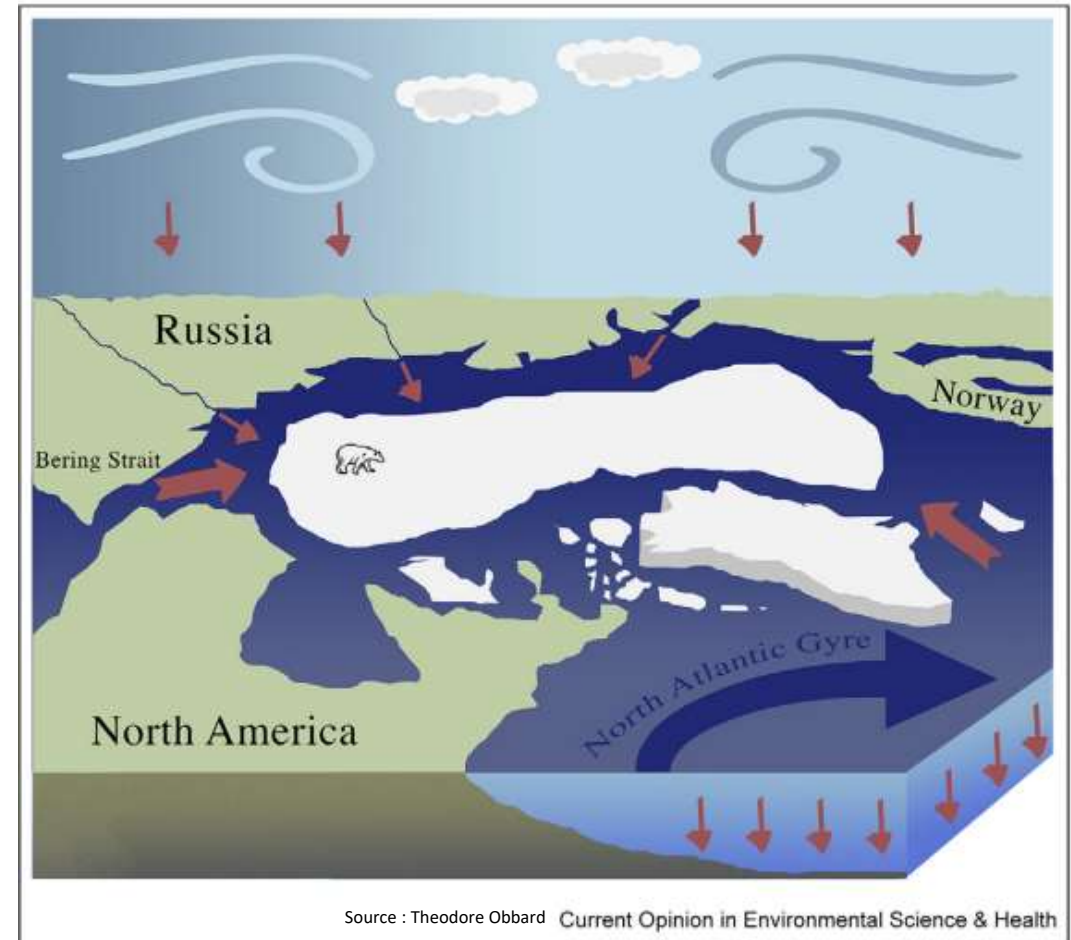 Russia
Norway
Bering Strait
North Atlantic Gyre
North America
Source : Theodore Obbard Current Opinion in Environmental Science & Health